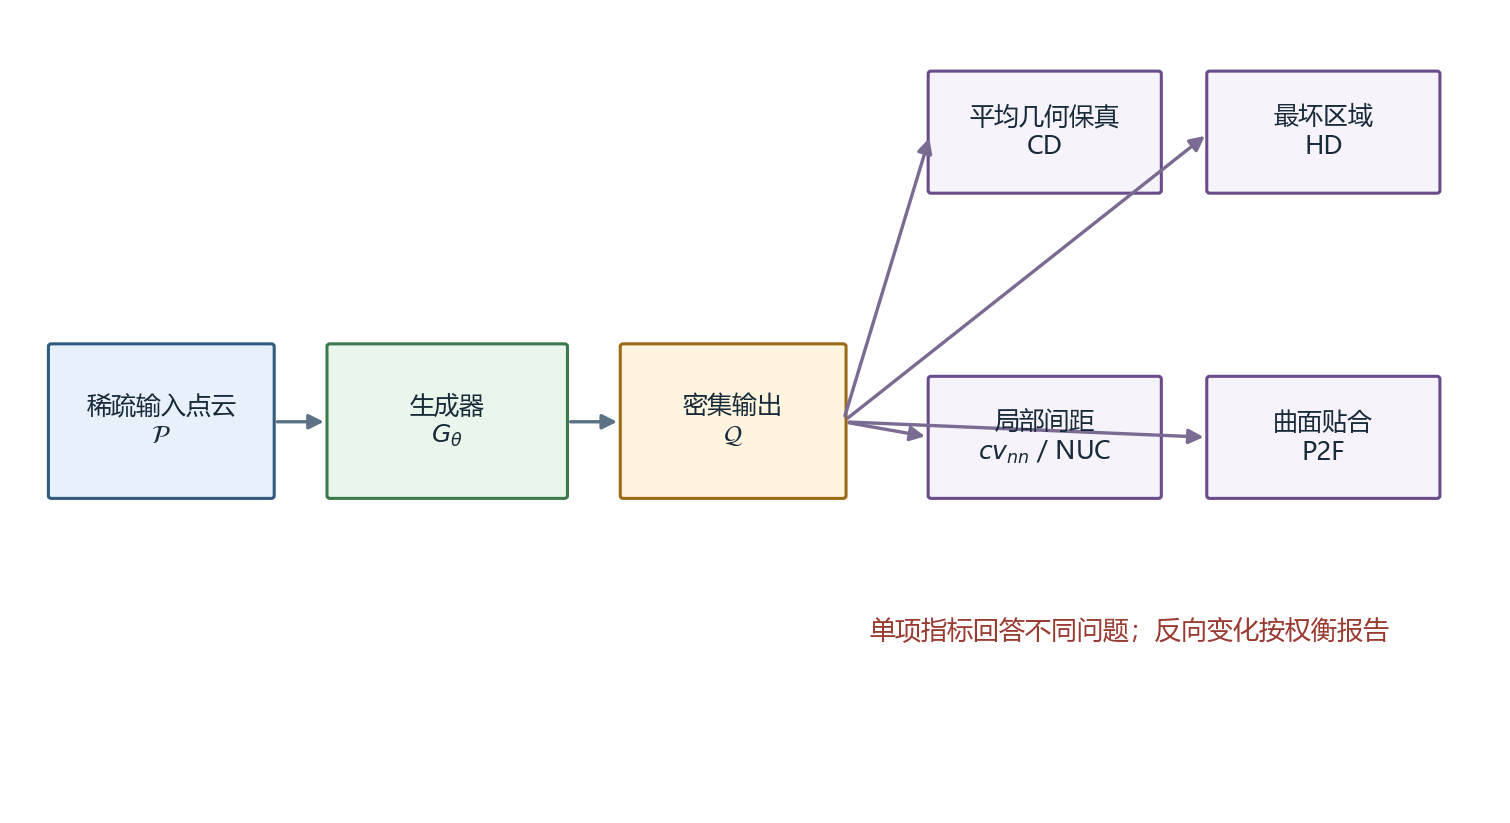 平均几何保真
CD
最坏区域
HD
稀疏输入点云
𝒫
生成器
G_θ
密集输出
𝒬
局部间距
cv_nn / NUC
曲面贴合
P2F
单项指标回答不同问题；反向变化按权衡报告